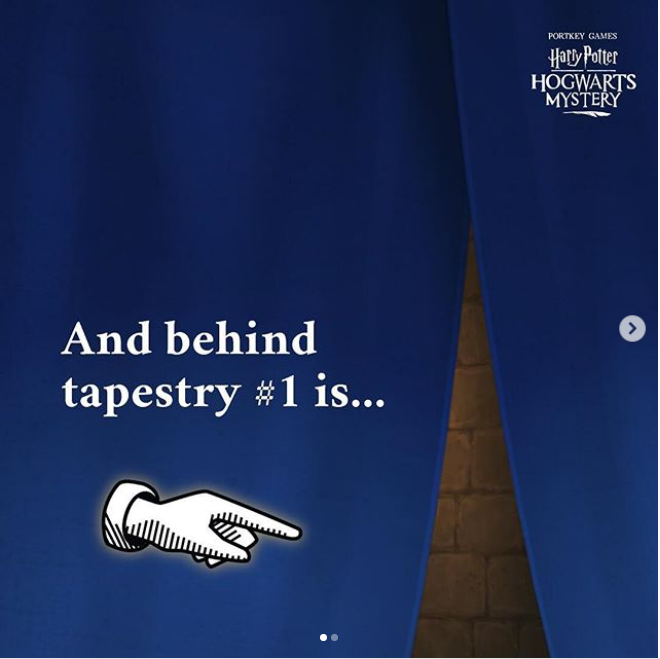 PORTKEY GAMES
Harry Potter
HOGWARTS
MYSTERY
And behind
tapestry #1 is...